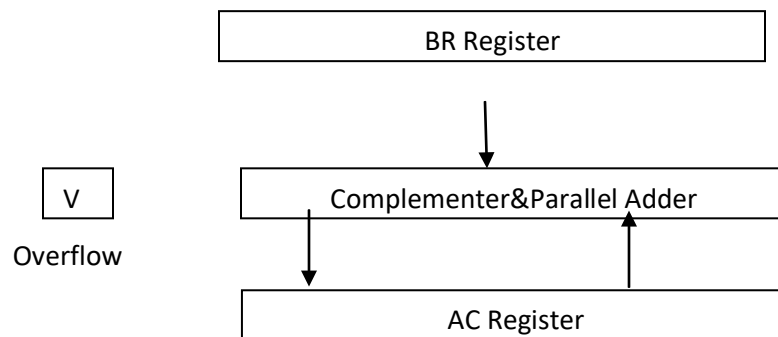 BR Register
V
Complementer&Parallel Adder
Overflow
AC Register